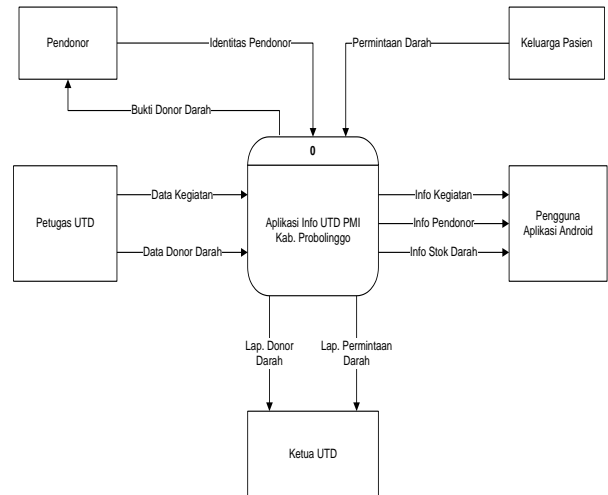 Pendonor
Identitas Pendonor
Permintaan Darah
Keluarga Pasien
Bukti Donor Darah
0
Petugas UTD
Data Kegiatan
Data Donor Darah
Aplikasi Info UTD PMI
Kab. Probolinggo
Info Kegiatan
Info Pendonor
Info Stok Darah
Pengguna
Aplikasi Android
Lap. Donor
Darah
Lap. Permintaan
Darah
Ketua UTD